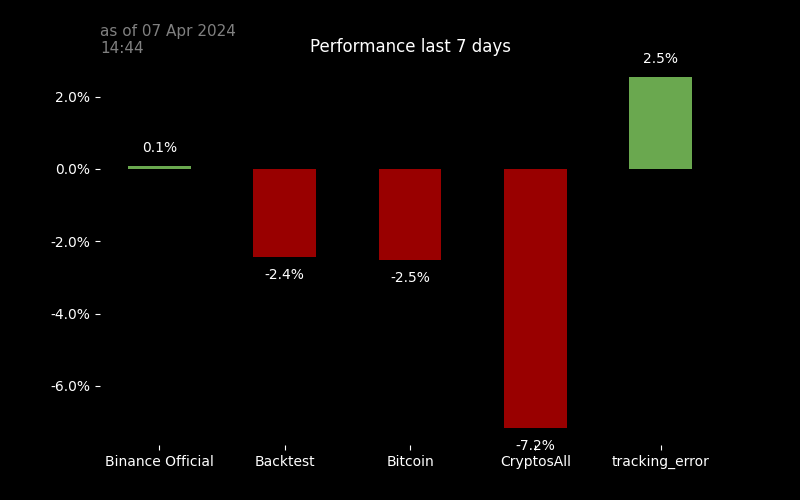 as of 07 Apr 2024
14:44
Performance last 7 days
2.5%
2.0%
0.1%
0.0%
-2.0%
-2.4%
-2.5%
-4.0%
-6.0%
-7.2%
Binance Official
Backtest
Bitcoin
CryptosAll
tracking_error